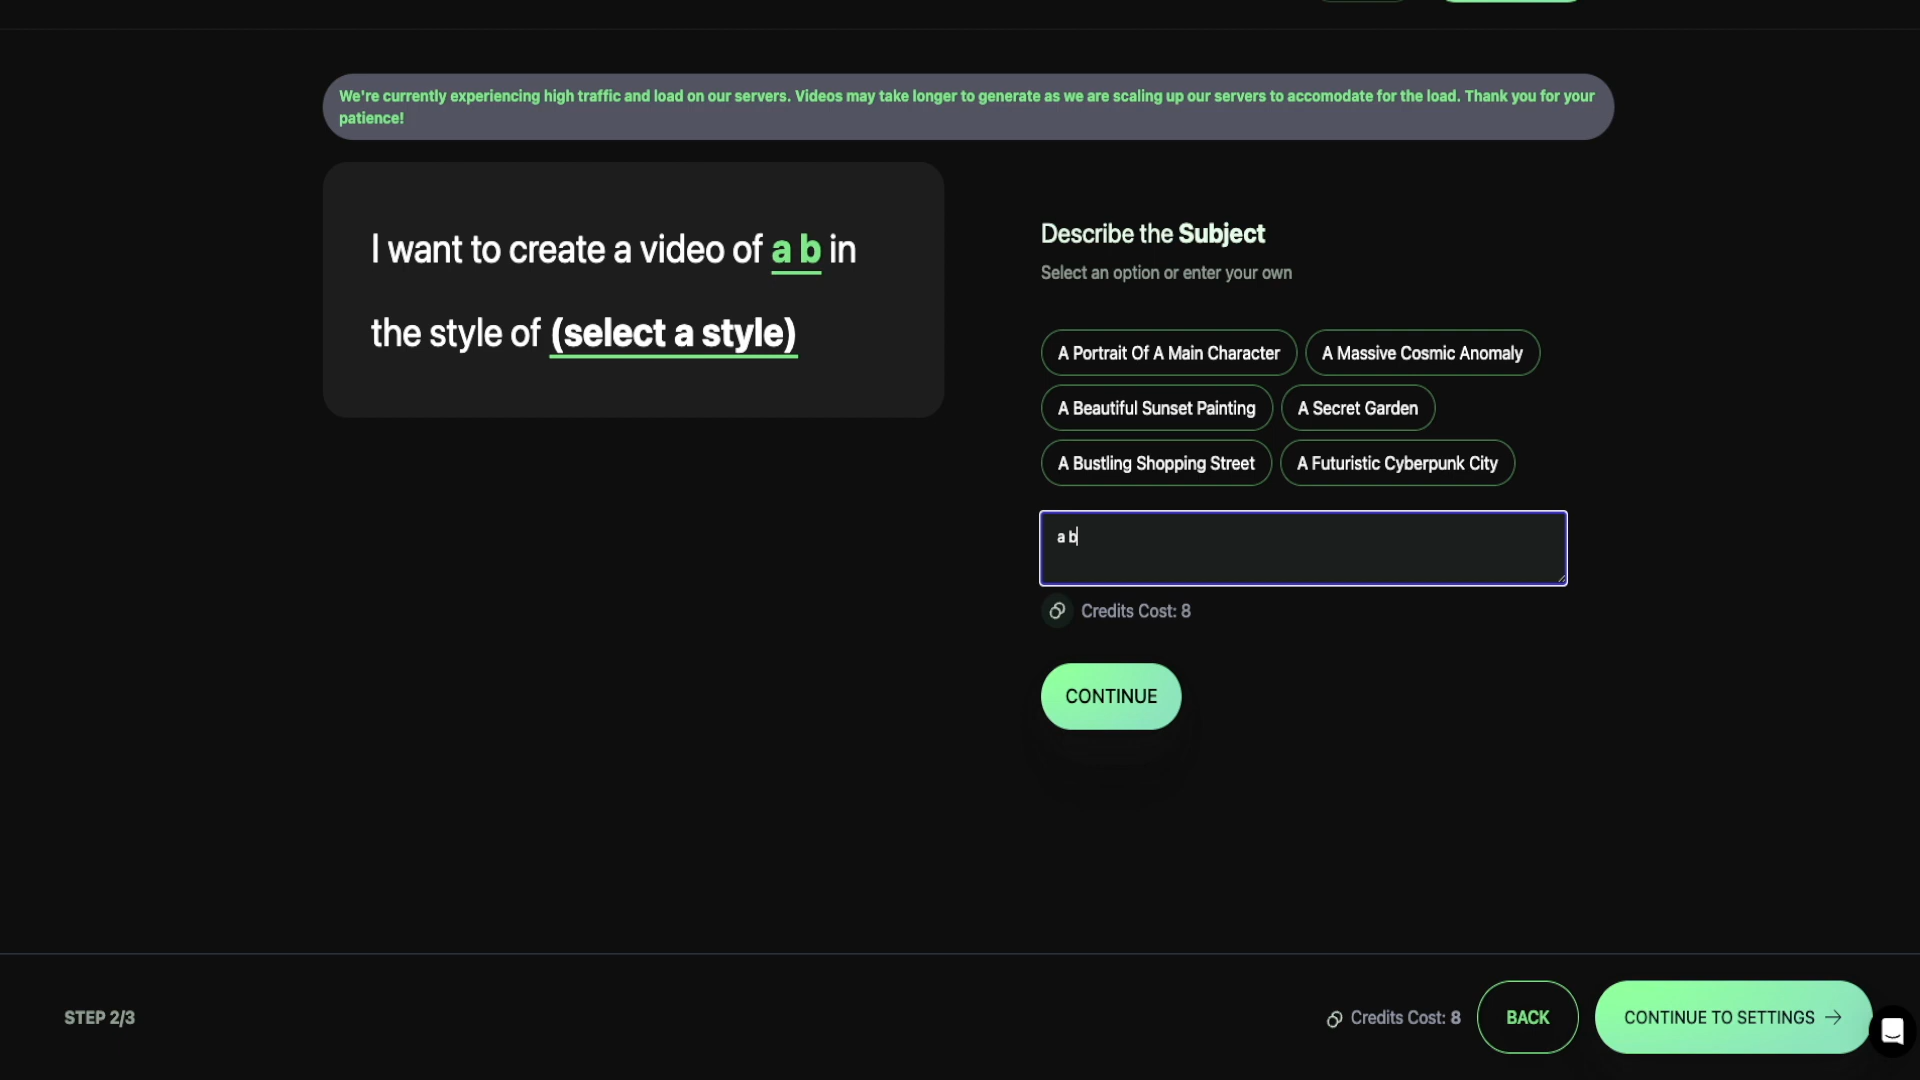 We're currently experiencing high traffic and load on our servers. Videos may take longer to generate as we are scaling up our servers to accomodate for the load. Thank you for your
patience!
I want to create a video of a b in
the style of (select a style)
Describe the Subject
Select an option or enter your own
A Portrait Of A Main Character
A Massive Cosmic Anomaly
A Beautiful Sunset Painting
A Secret Garden
A Bustling Shopping Street
A Futuristic Cyberpunk City
a b
Credits Cost: 8
CONTINUE
STEP 2/3
Credits Cost: 8
BACK
CONTINUE TO SETTINGS →